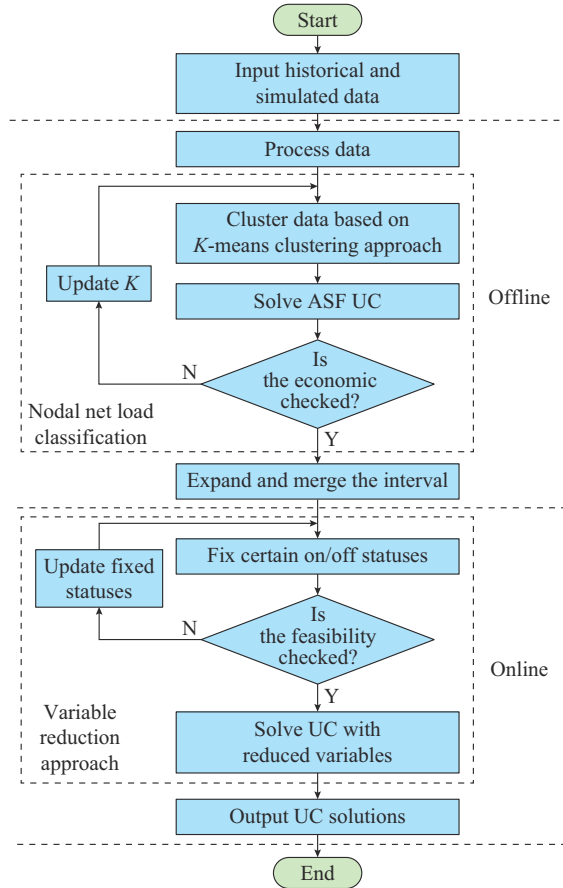 Start
Input historical and
simulated data
Process data
Cluster data based on
K-means clustering approach
Update K
Solve ASF UC
Offline
Is
the economic
checked?
N
Nodal net load
classification
Y
Expand and merge the interval
Fix certain on/off statuses
Update fixed
statuses
Is
the feasibility
checked?
N
Online
Y
Variable
reduction
approach
Solve UC with
reduced variables
Output UC solutions
End